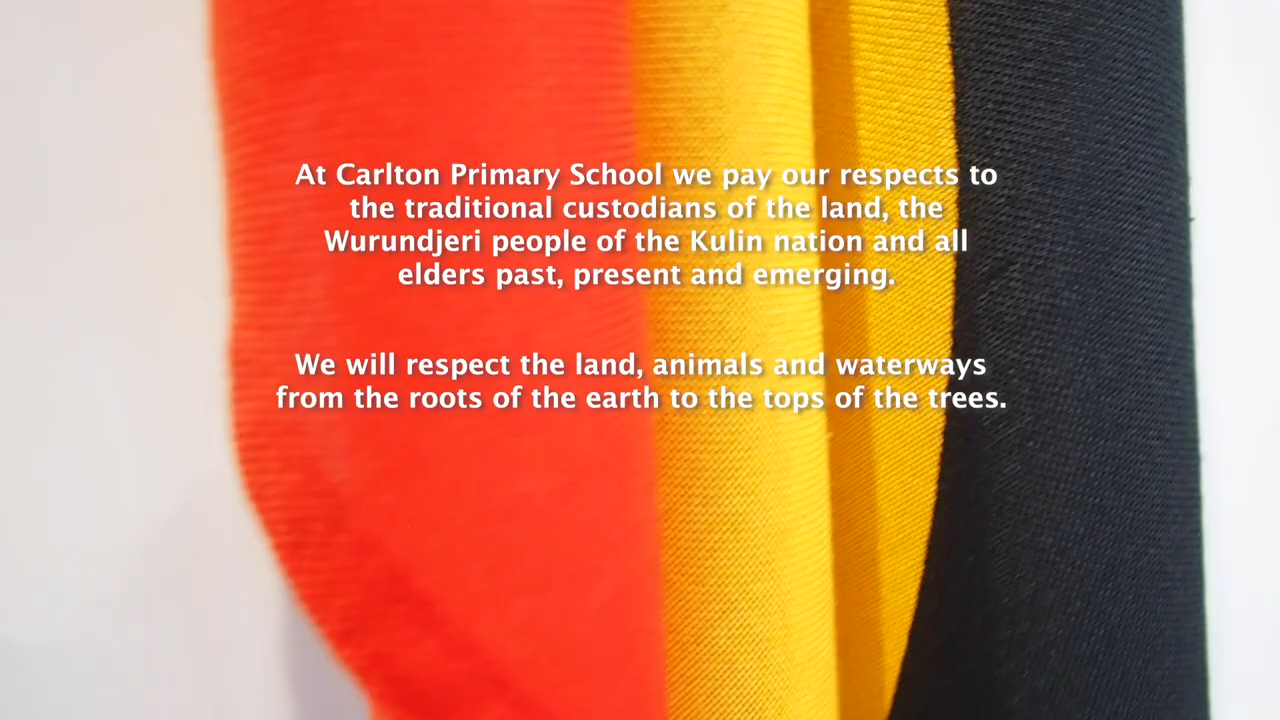 At Carlton Primary School we pay our respects to
the traditional custodians of the land, the
Wurundjeri people of the Kulin nation and all
elders past, present and emerging.
We will respect the land, animals and waterways
from the roots of the earth to the tops of the trees.